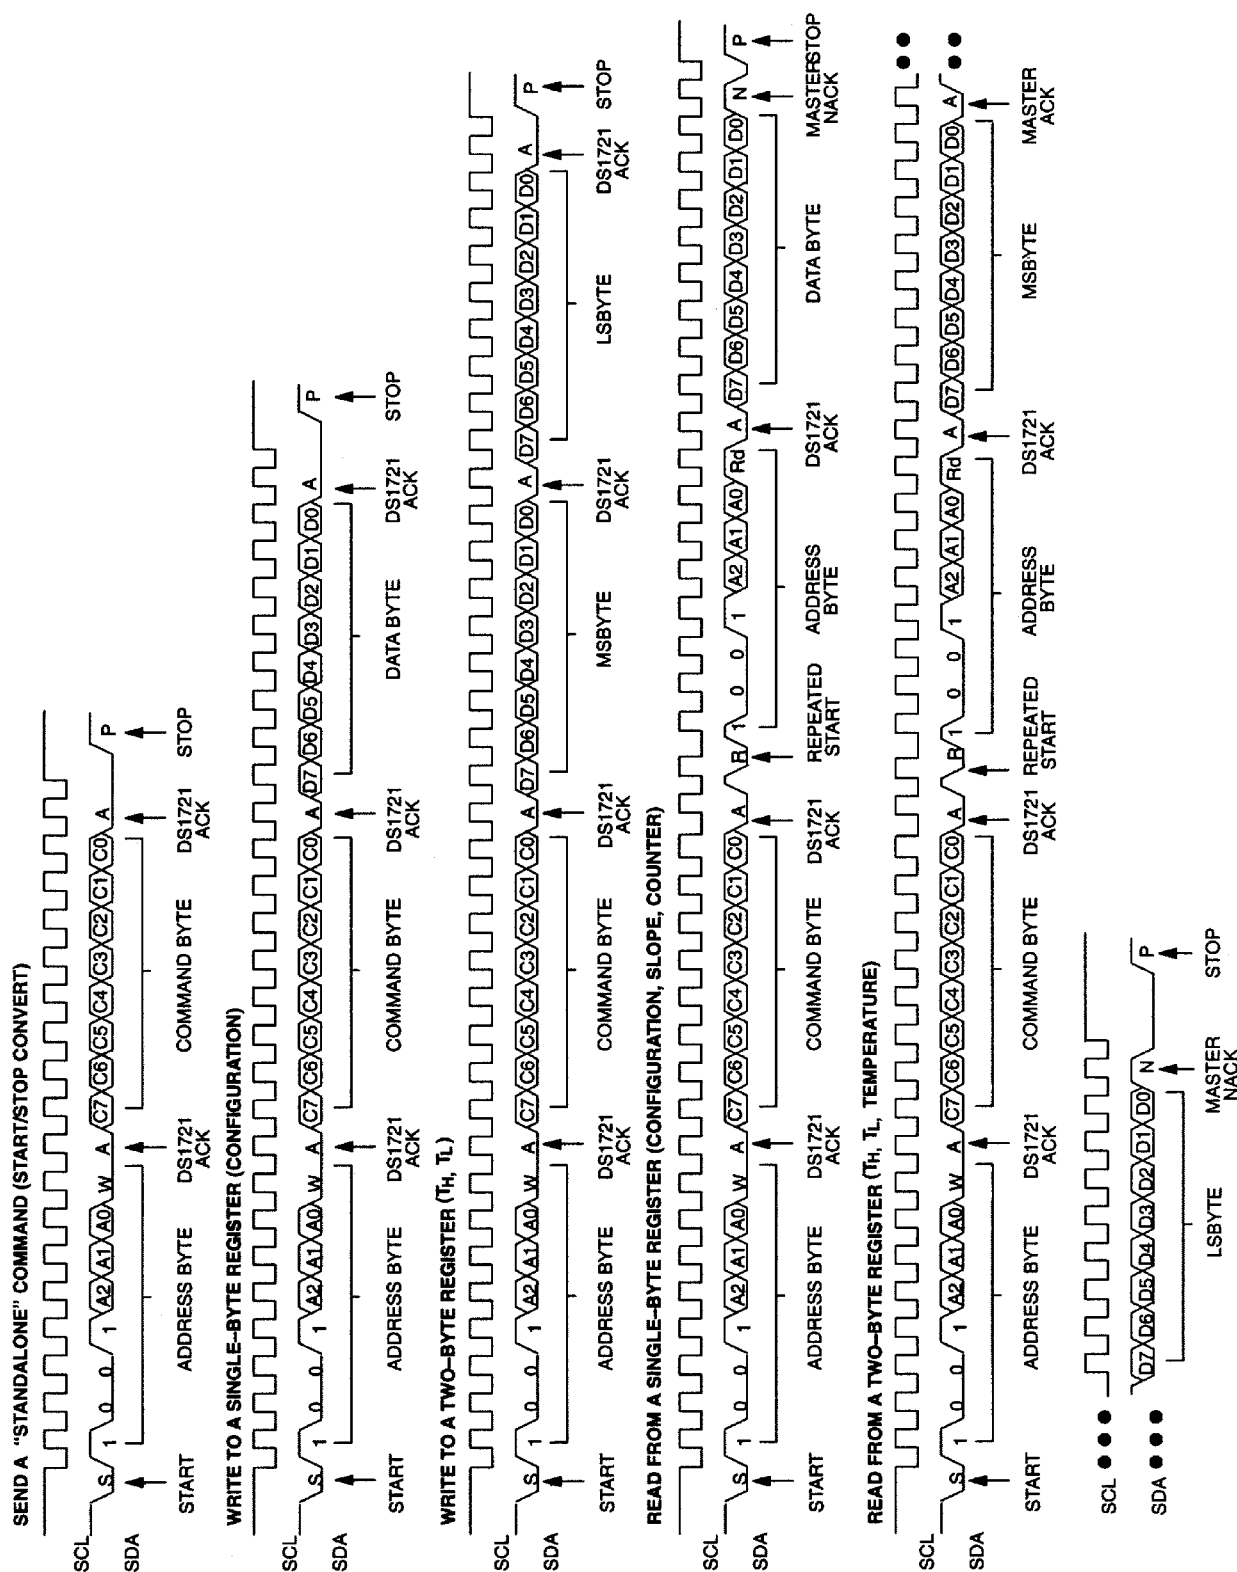 SEND A "STANDALONE" COMMAND (START/STOP CONVERT)
SCL
SDA
S 1 0 0 1 A2 A1 A0 W A C7 C6 C5 C4 C3 C2 C1 C0 A P
START ADDRESS BYTE DS1721 ACK COMMAND BYTE DS1721 ACK STOP
WRITE TO A SINGLE–BYTE REGISTER (CONFIGURATION)
SCL
SDA
S 1 0 0 1 A2 A1 A0 W A C7 C6 C5 C4 C3 C2 C1 C0 A D7 D6 D5 D4 D3 D2 D1 D0 A P
START ADDRESS BYTE DS1721 ACK COMMAND BYTE DS1721 ACK DATA BYTE DS1721 ACK STOP
WRITE TO A TWO–BYTE REGISTER (TH, TL)
SCL
SDA
S 1 0 0 1 A2 A1 A0 W A C7 C6 C5 C4 C3 C2 C1 C0 A D7 D6 D5 D4 D3 D2 D1 D0 A D7 D6 D5 D4 D3 D2 D1 D0 A P
START ADDRESS BYTE DS1721 ACK COMMAND BYTE DS1721 ACK MSBYTE DS1721 ACK LSBYTE DS1721 ACK STOP
READ FROM A SINGLE–BYTE REGISTER (CONFIGURATION, SLOPE, COUNTER)
SCL
SDA
S 1 0 0 1 A2 A1 A0 W A C7 C6 C5 C4 C3 C2 C1 C0 A R 1 0 0 1 A2 A1 A0 Rd A D7 D6 D5 D4 D3 D2 D1 D0 N P
START ADDRESS BYTE DS1721 ACK COMMAND BYTE DS1721 ACK REPEATED START ADDRESS BYTE DS1721 ACK DATA BYTE MASTER NACK STOP
READ FROM A TWO–BYTE REGISTER (TH, TL, TEMPERATURE)
SCL
SDA
S 1 0 0 1 A2 A1 A0 W A C7 C6 C5 C4 C3 C2 C1 C0 A R 1 0 0 1 A2 A1 A0 Rd A D7 D6 D5 D4 D3 D2 D1 D0 A
START ADDRESS BYTE DS1721 ACK COMMAND BYTE DS1721 ACK REPEATED START ADDRESS BYTE DS1721 ACK MSBYTE MASTER ACK
SCL
SDA
D7 D6 D5 D4 D3 D2 D1 D0 N P
LSBYTE MASTER NACK STOP